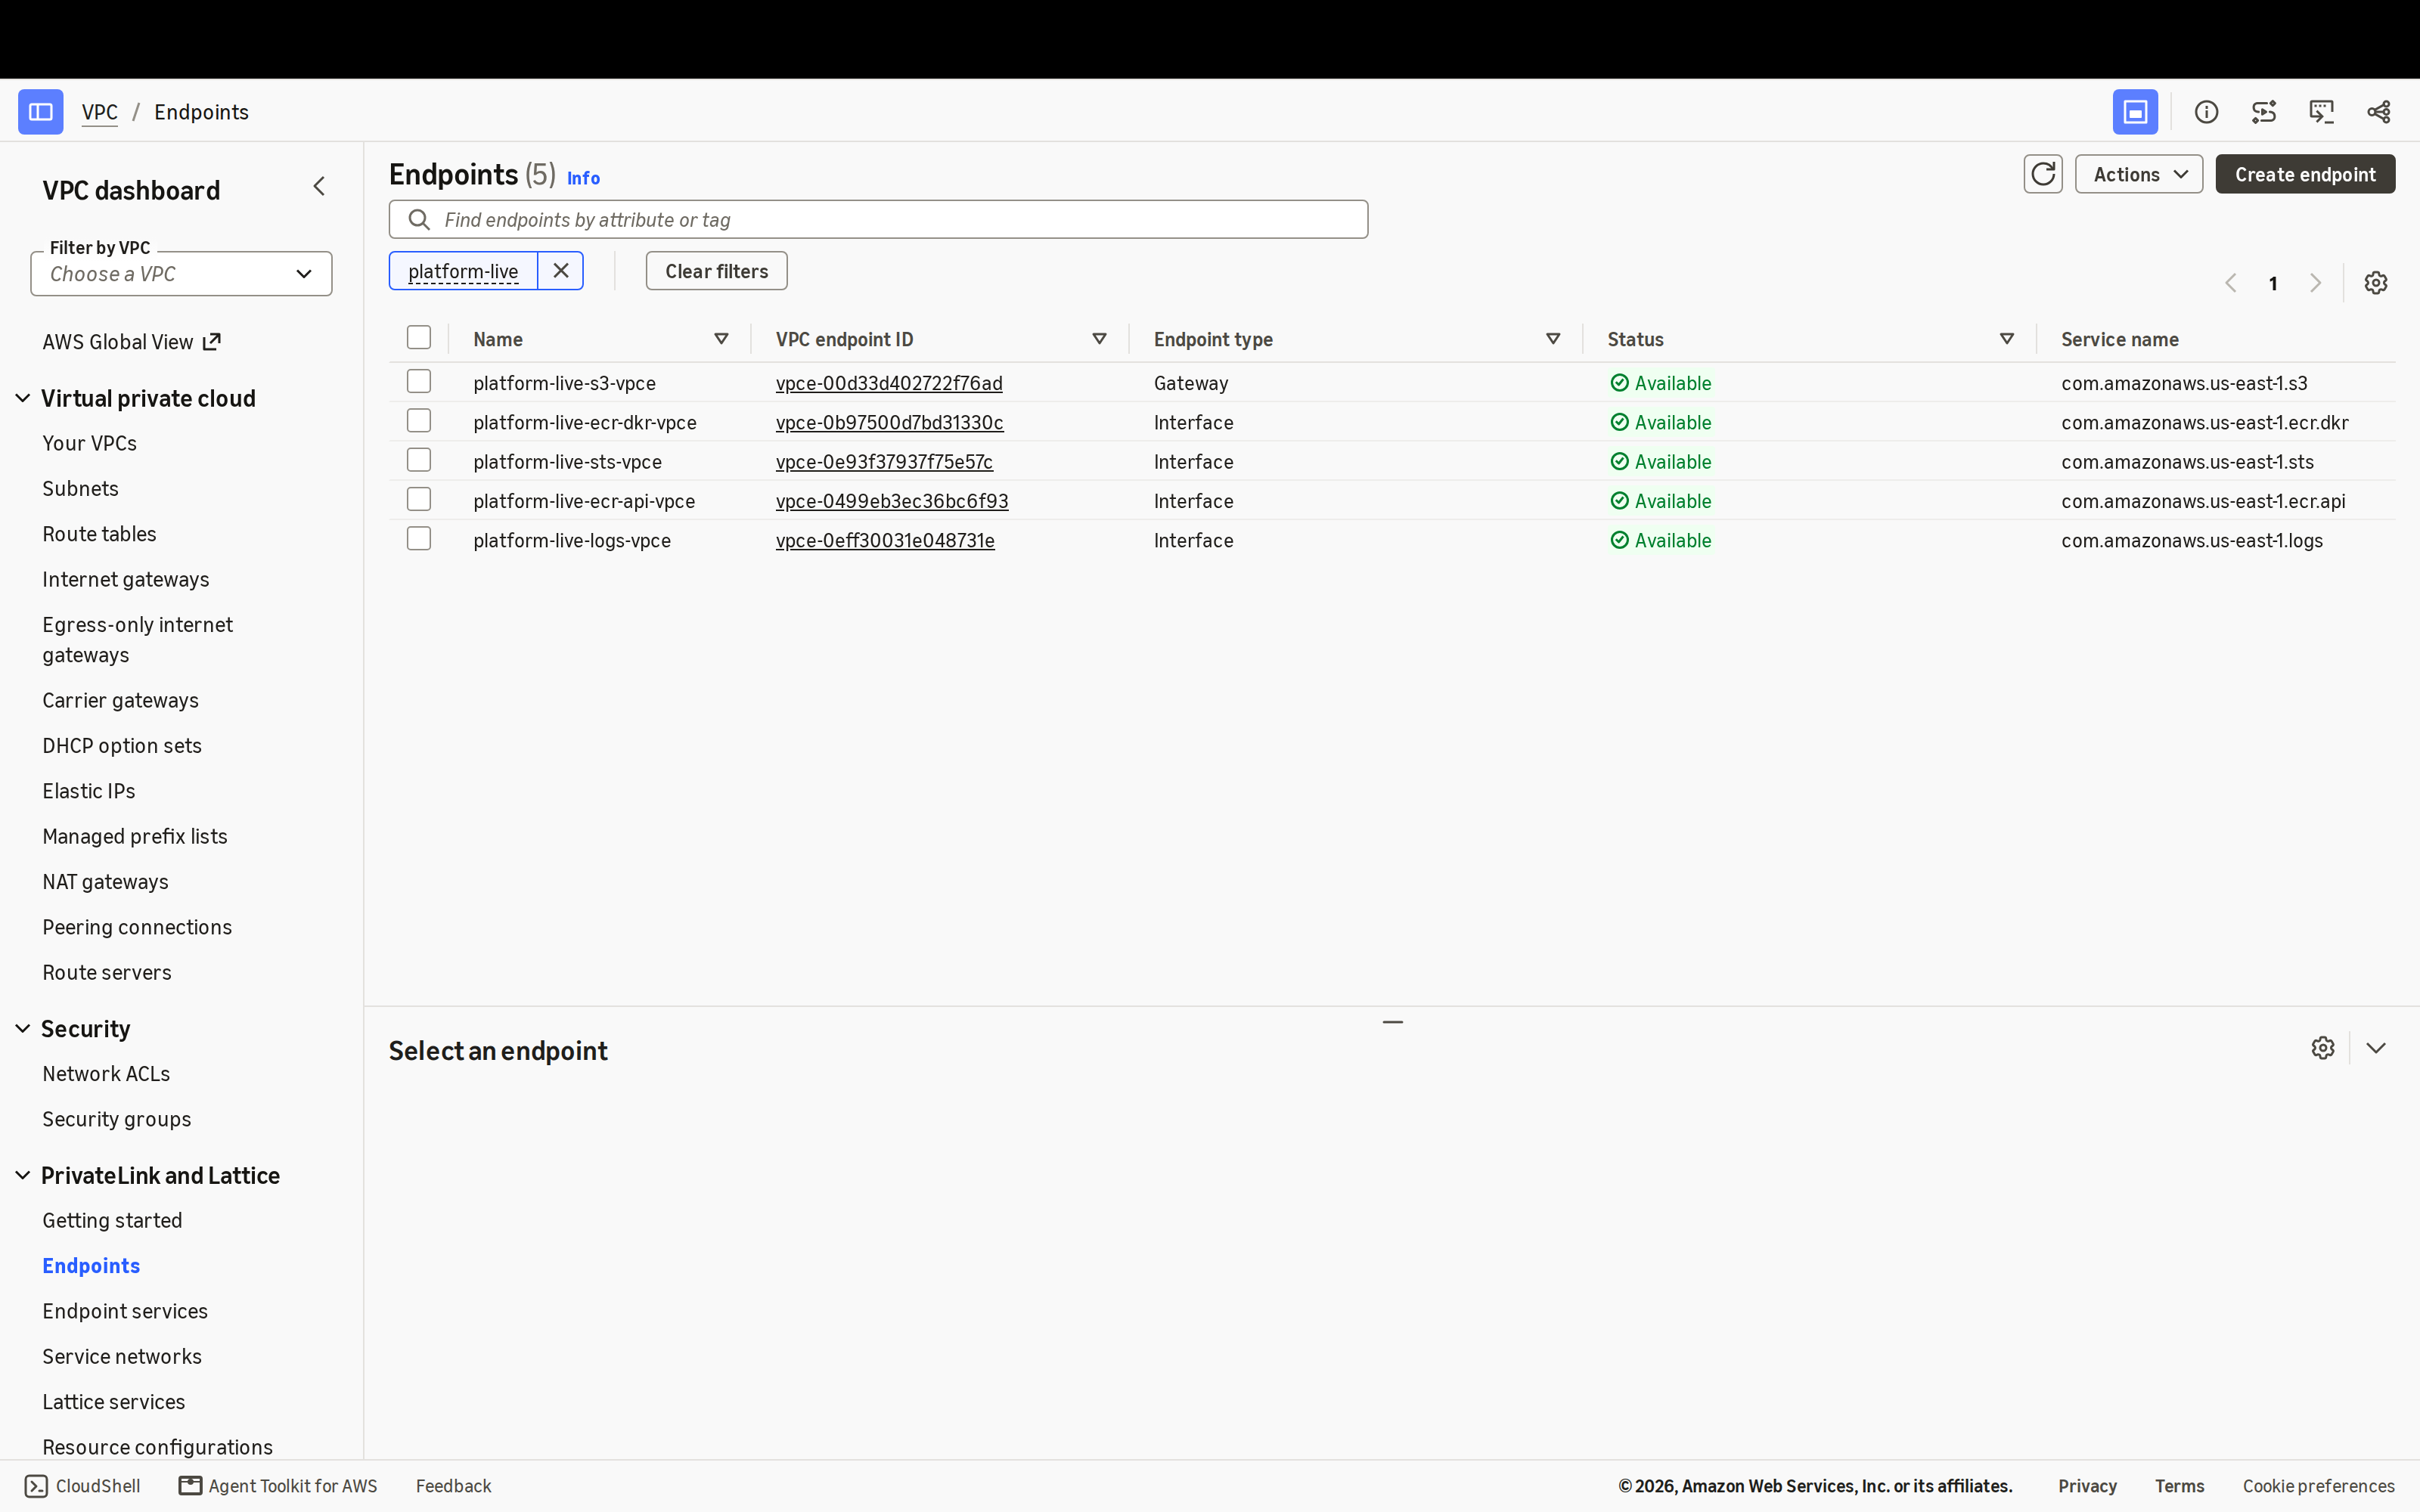 VPC / Endpoints
VPC dashboard
Filter by VPC
Choose a VPC
AWS Global View
Virtual private cloud
Your VPCs
Subnets
Route tables
Internet gateways
Egress-only internet
gateways
Carrier gateways
DHCP option sets
Elastic IPs
Managed prefix lists
NAT gateways
Peering connections
Route servers
Security
Network ACLs
Security groups
PrivateLink and Lattice
Getting started
Endpoints
Endpoint services
Service networks
Lattice services
Resource configurations
Endpoints (5) Info
Actions
Create endpoint
Find endpoints by attribute or tag
platform-live
Clear filters
1
Name VPC endpoint ID Endpoint type Status Service name
platform-live-s3-vpce vpce-00d33d402722f76ad Gateway Available com.amazonaws.us-east-1.s3
platform-live-ecr-dkr-vpce vpce-0b97500d7bd31330c Interface Available com.amazonaws.us-east-1.ecr.dkr
platform-live-sts-vpce vpce-0e93f37937f75e57c Interface Available com.amazonaws.us-east-1.sts
platform-live-ecr-api-vpce vpce-0499eb3ec36bc6f93 Interface Available com.amazonaws.us-east-1.ecr.api
platform-live-logs-vpce vpce-0eff30031e048731e Interface Available com.amazonaws.us-east-1.logs
Select an endpoint
CloudShell Agent Toolkit for AWS Feedback © 2026, Amazon Web Services, Inc. or its affiliates. Privacy Terms Cookie preferences